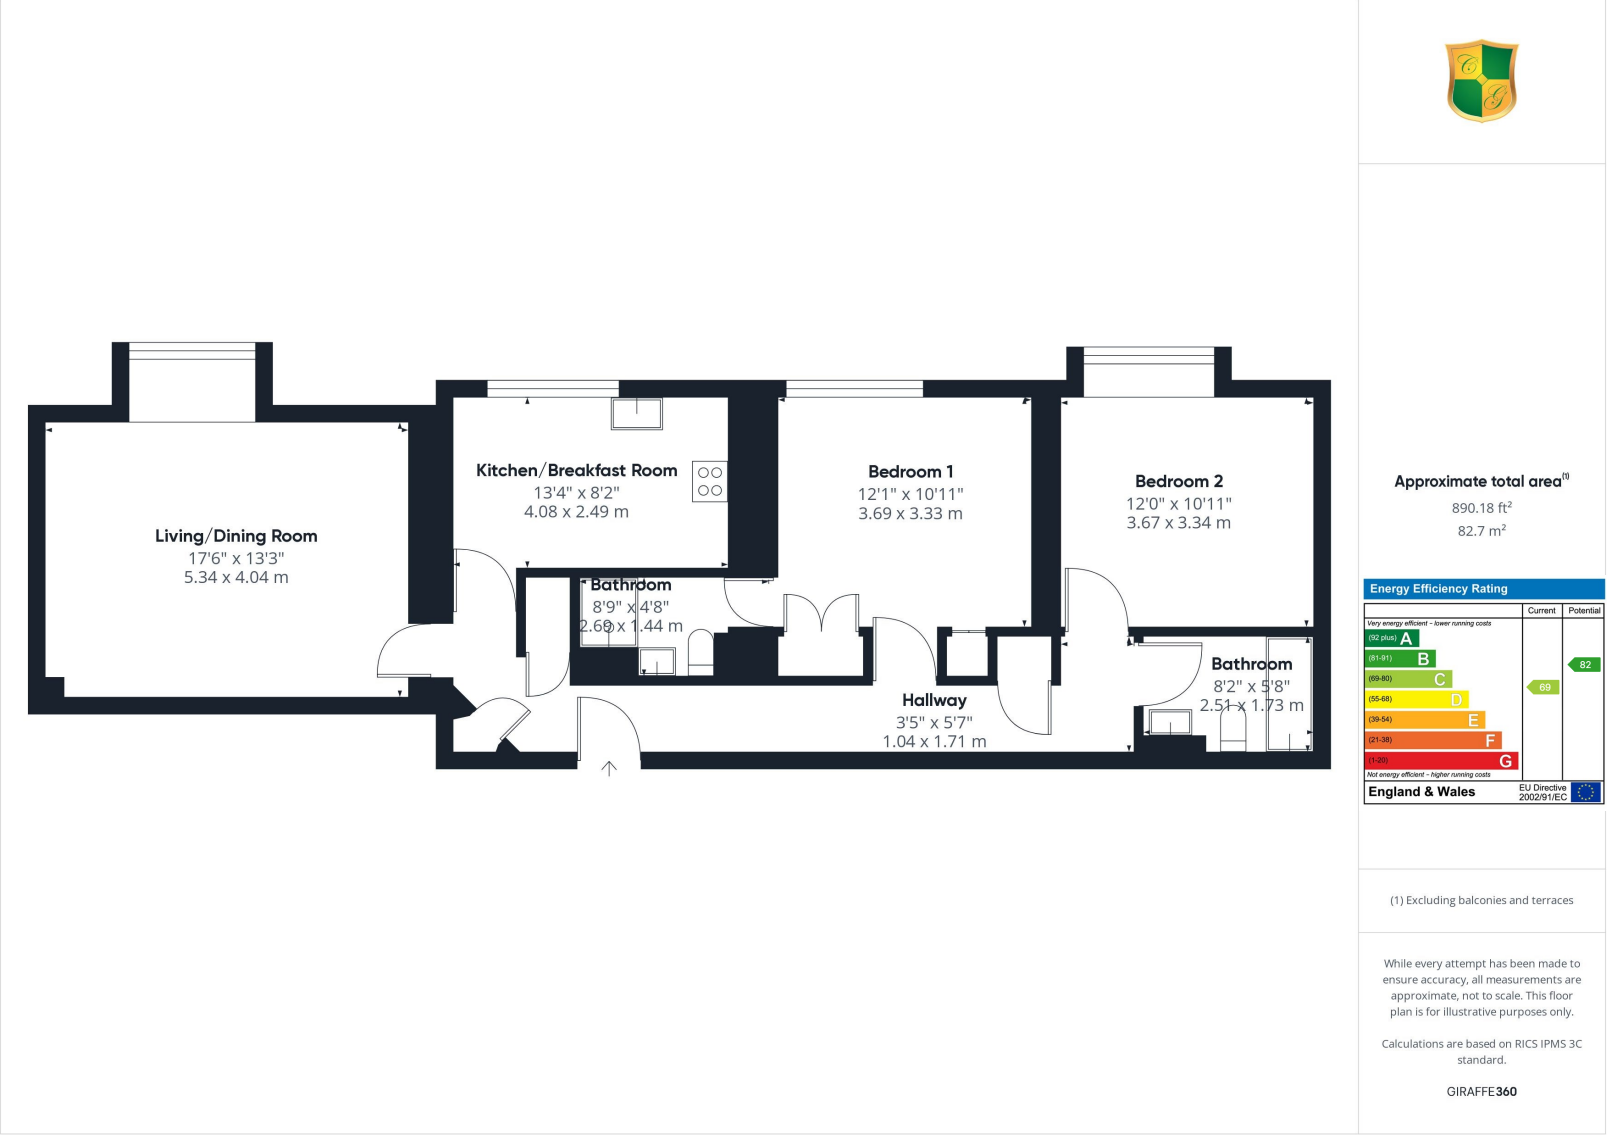 Living/Dining Room
17'6" x 13'3"
5.34 x 4.04 m
Kitchen/Breakfast Room
13'4" x 8'2"
4.08 x 2.49 m
Bathroom
8'9" x 4'8"
2.69 x 1.44 m
Bedroom 1
12'1" x 10'11"
3.69 x 3.33 m
Bedroom 2
12'0" x 10'11"
3.67 x 3.34 m
Hallway
3'5" x 5'7"
1.04 x 1.71 m
Bathroom
8'2" x 5'8"
2.51 x 1.73 m
C
G
Approximate total area(1)
890.18 ft²
82.7 m²
Energy Efficiency Rating
Current Potential
Very energy efficient - lower running costs
(92 plus) A
(81-91) B
82
(69-80) C
69
(55-68) D
(39-54) E
(21-38) F
(1-20) G
Not energy efficient - higher running costs
England & Wales
EU Directive
2002/91/EC
(1) Excluding balconies and terraces
While every attempt has been made to
ensure accuracy, all measurements are
approximate, not to scale. This floor
plan is for illustrative purposes only.
Calculations are based on RICS IPMS 3C
standard.
GIRAFFE360